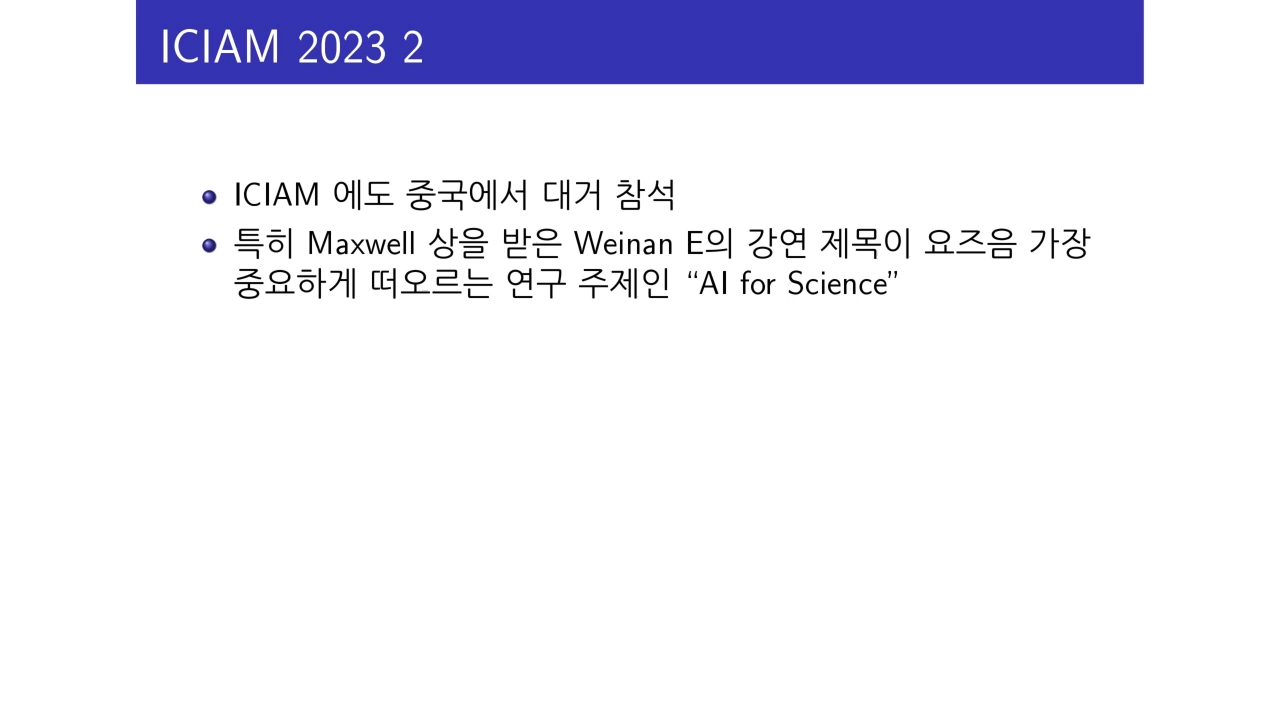 ICIAM 2023 2
ICIAM 에도 중국에서 대거 참석
특히 Maxwell 상을 받은 Weinan E의 강연 제목이 요즈음 가장
중요하게 떠오르는 연구 주제인 “AI for Science”